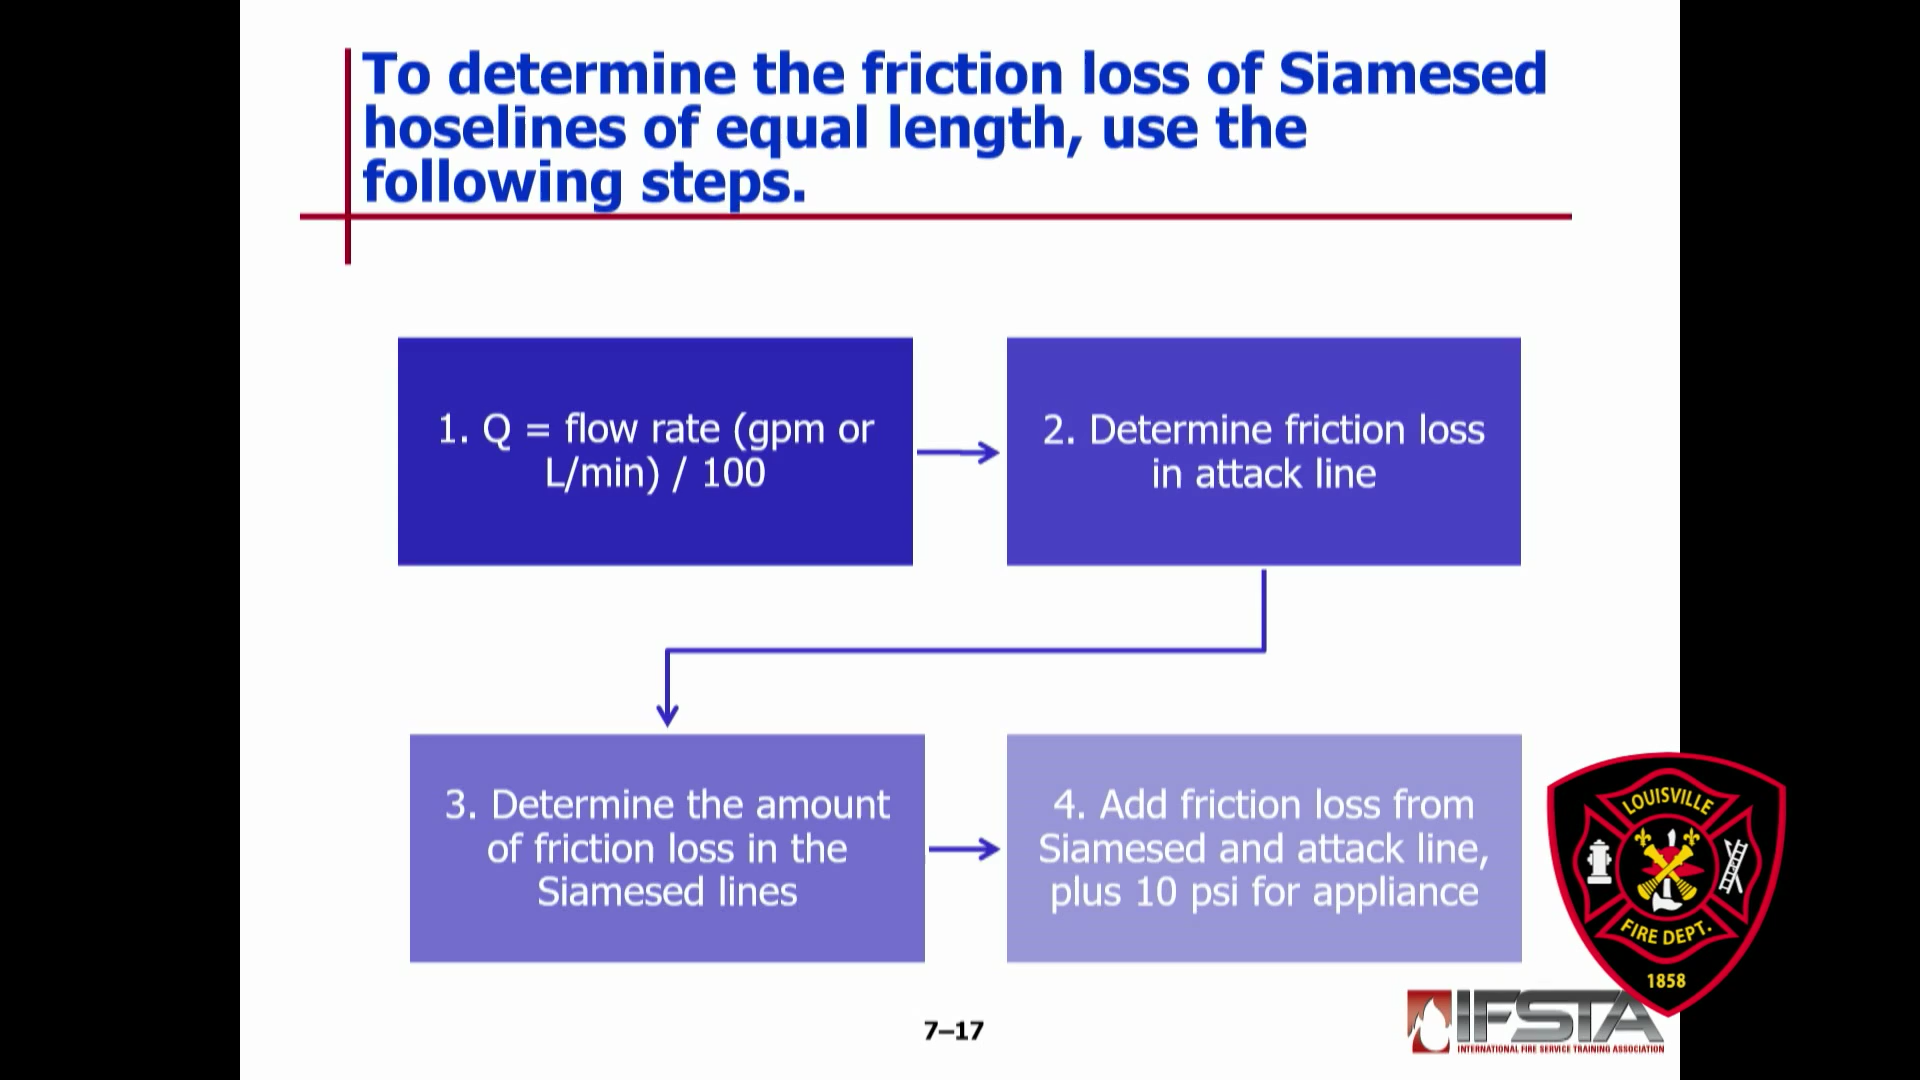 To determine the friction loss of Siamesed
hoselines of equal length, use the
following steps.
1. Q = flow rate (gpm or
L/min) / 100
2. Determine friction loss
in attack line
3. Determine the amount
of friction loss in the
Siamesed lines
4. Add friction loss from
Siamesed and attack line,
plus 10 psi for appliance
LOUISVILLE
FIRE DEPT.
1858
7–17
IFSTA
INTERNATIONAL FIRE SERVICE TRAINING ASSOCIATION